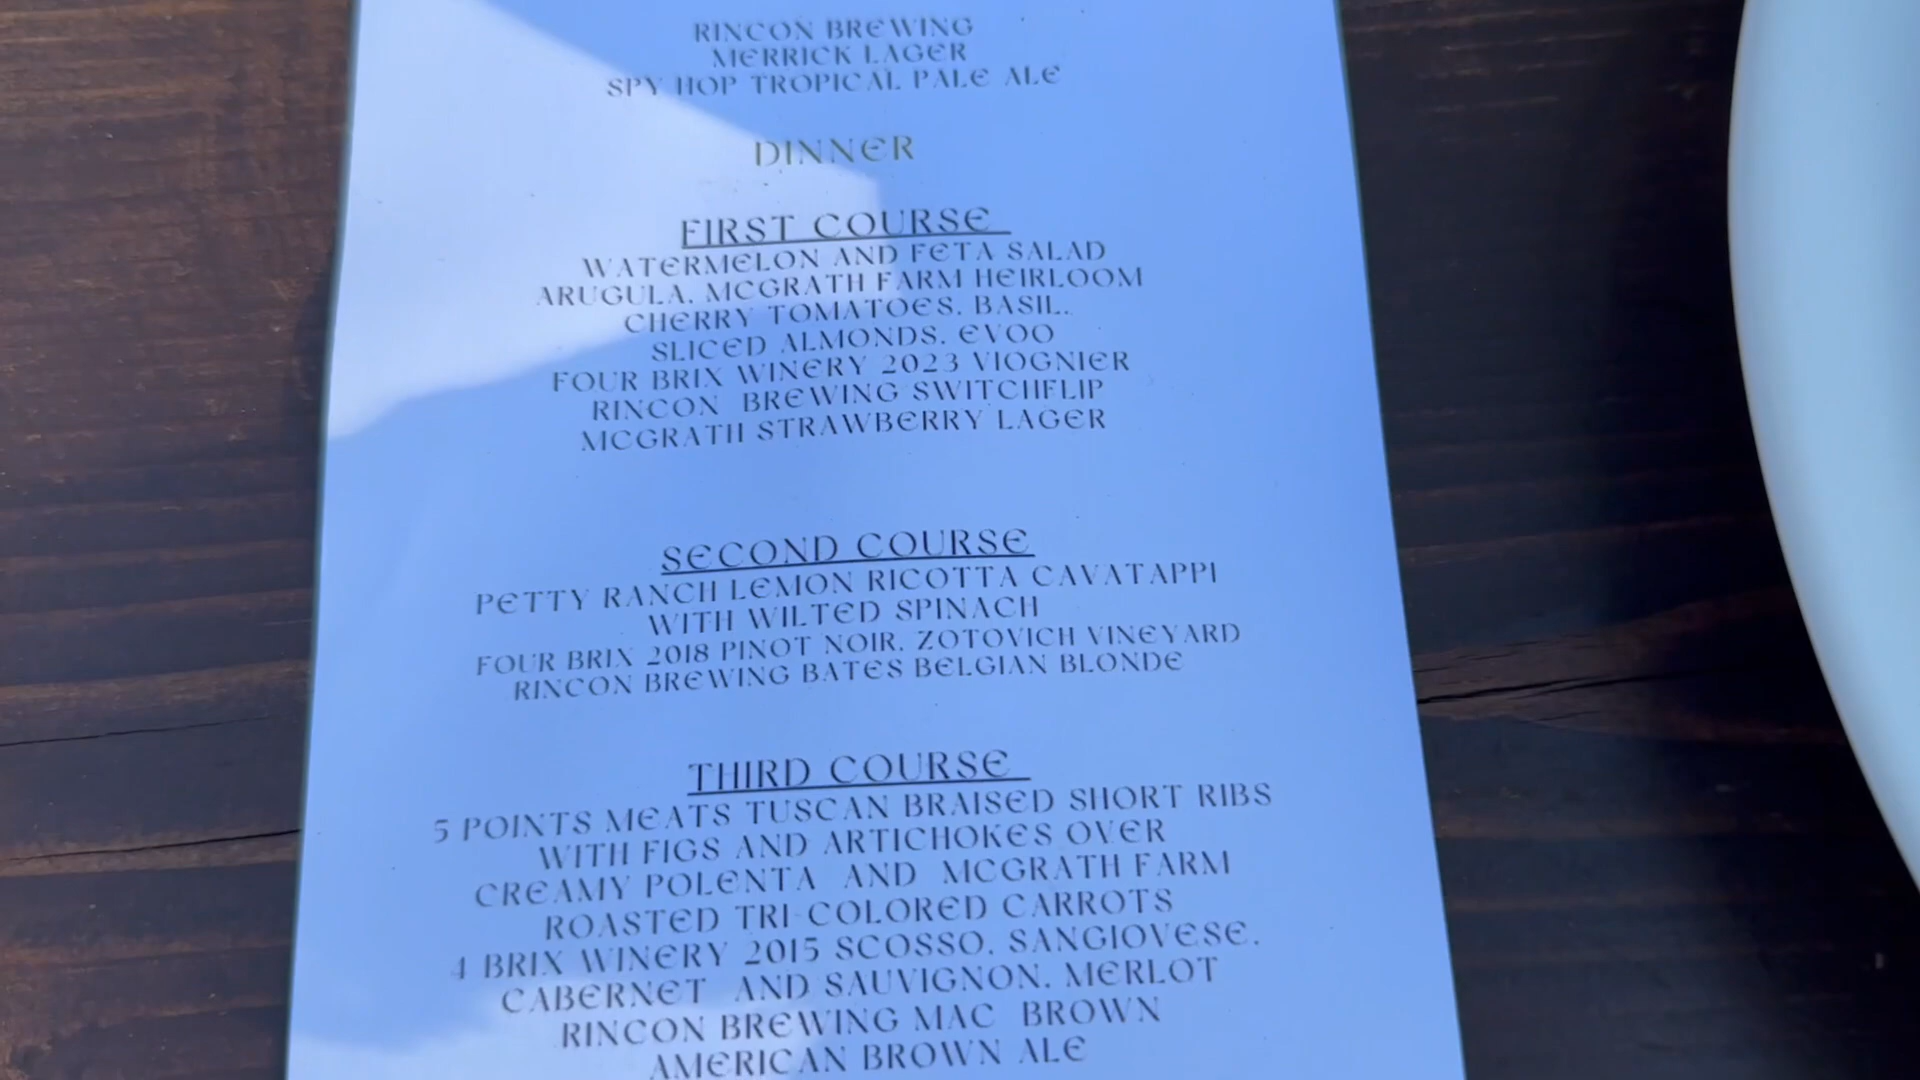 RINCON BREWING
MERRICK LAGER
SPY HOP TROPICAL PALE ALE
DINNER
FIRST COURSE
WATERMELON AND FETA SALAD
ARUGULA, MCGRATH FARM HEIRLOOM
CHERRY TOMATOES, BASIL,
SLICED ALMONDS, EVOO
FOUR BRIX WINERY 2023 VIOGNIER
RINCON BREWING SWITCHFLIP
MCGRATH STRAWBERRY LAGER
SECOND COURSE
PETTY RANCH LEMON RICOTTA CAVATAPPI
WITH WILTED SPINACH
FOUR BRIX 2018 PINOT NOIR, ZOTOVICH VINEYARD
RINCON BREWING BATES BELGIAN BLONDE
THIRD COURSE
5 POINTS MEATS TUSCAN BRAISED SHORT RIBS
WITH FIGS AND ARTICHOKES OVER
CREAMY POLENTA AND MCGRATH FARM
ROASTED TRI-COLORED CARROTS
4 BRIX WINERY 2015 SCOSSO, SANGIOVESE,
CABERNET AND SAUVIGNON, MERLOT
RINCON BREWING MAC BROWN
AMERICAN BROWN ALE